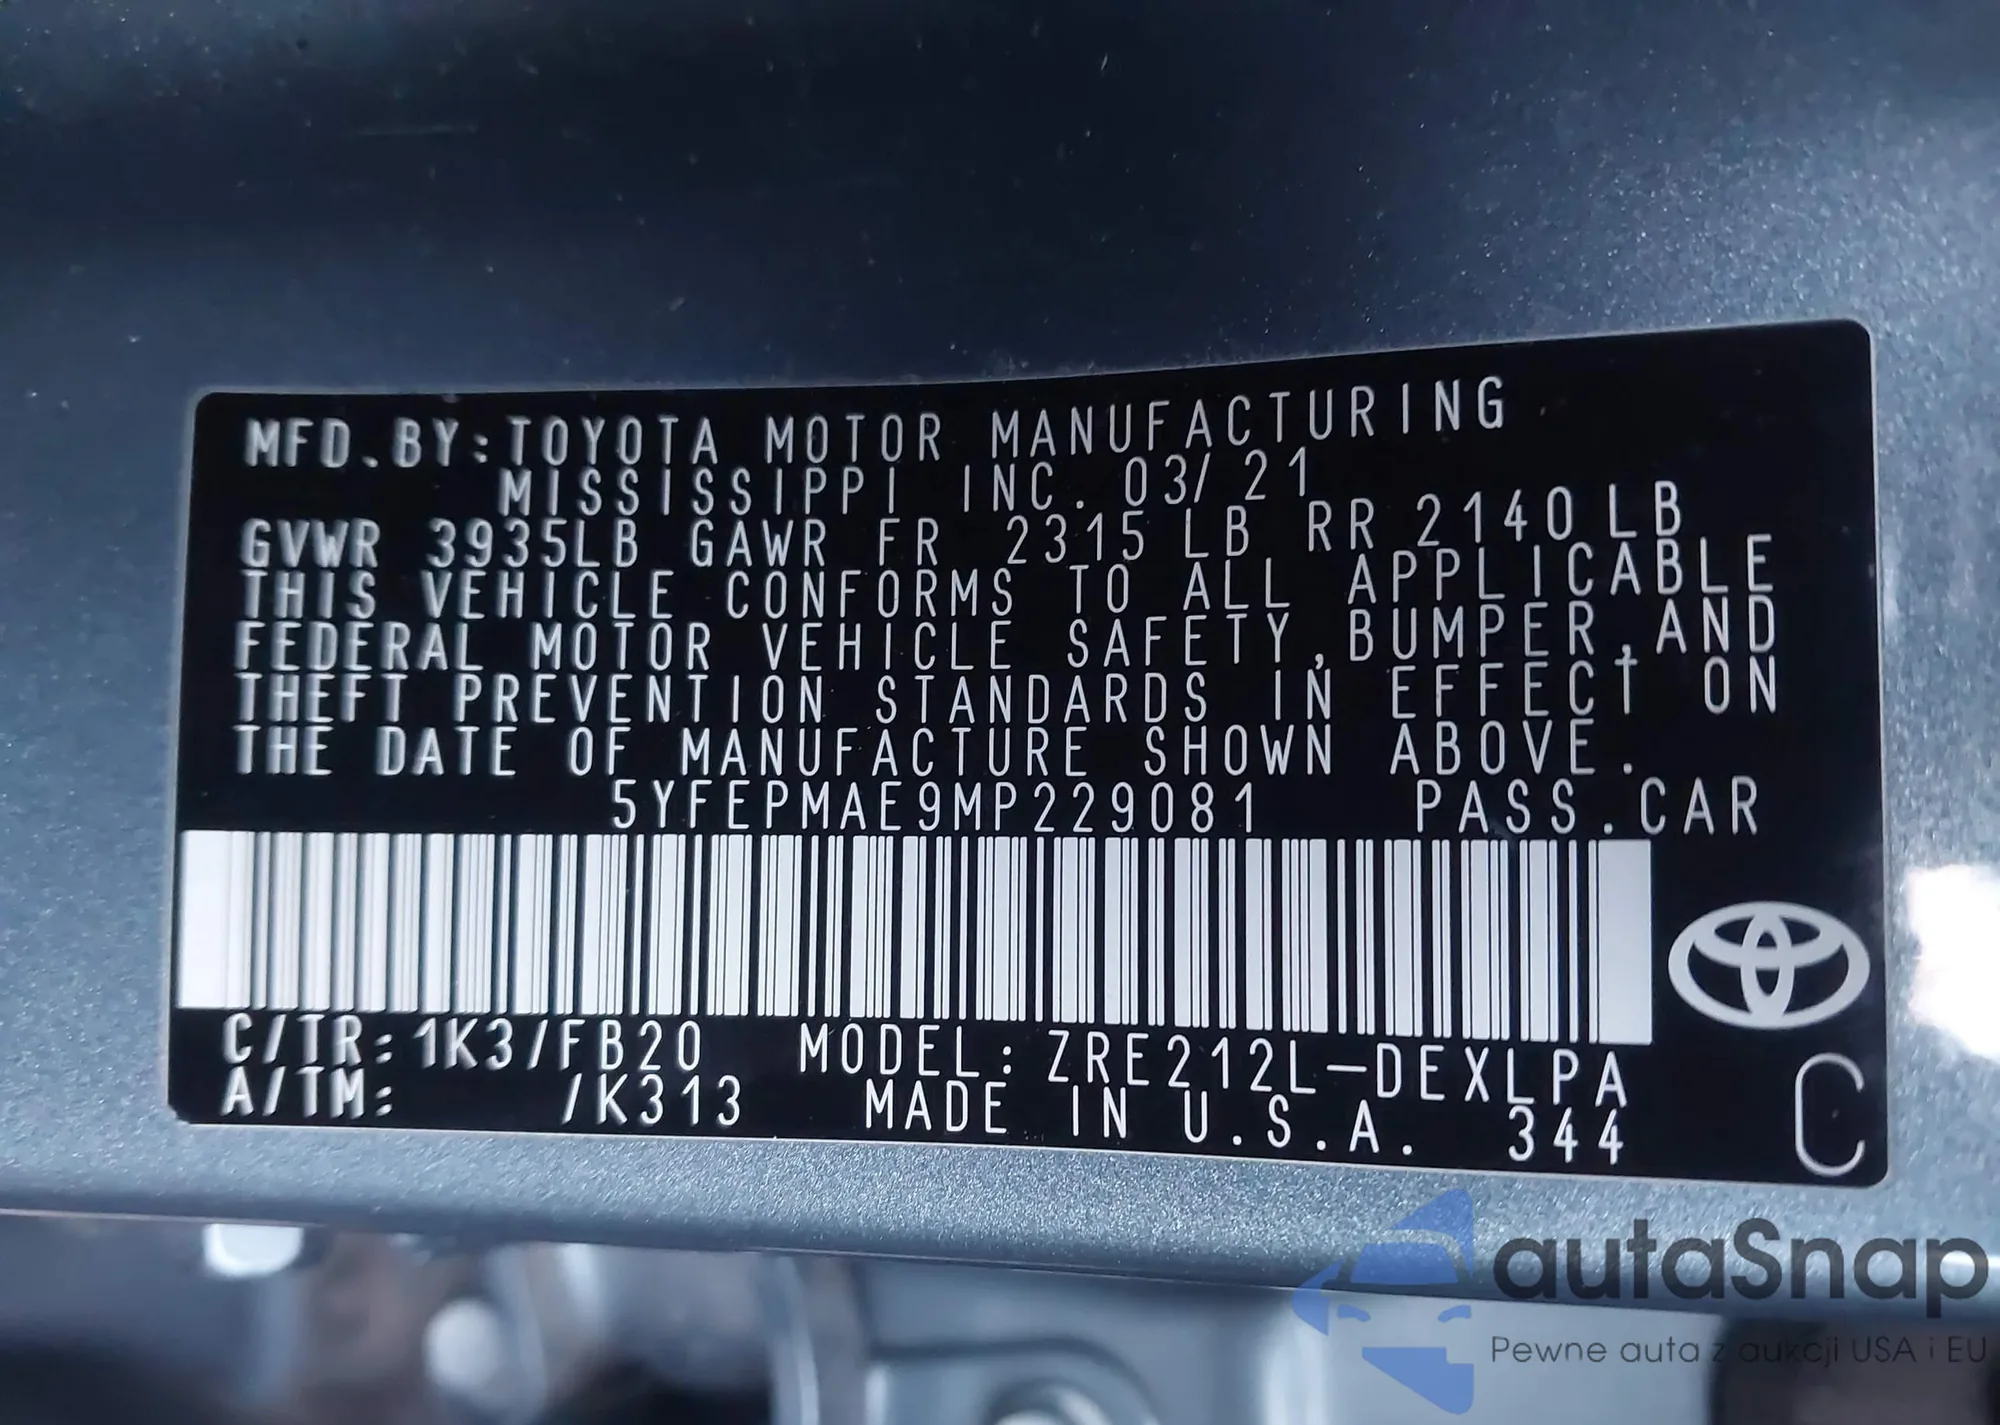 MFD.BY:TOYOTA MOTOR MANUFACTURING
MISSISSIPPI INC. 03/21
GVWR 3935LB GAWR FR 2315 LB RR 2140LB
THIS VEHICLE CONFORMS TO ALL APPLICABLE
FEDERAL MOTOR VEHICLE SAFETY,BUMPER,AND
THEFT PREVENTION STANDARDS IN EFFECT ON
THE DATE OF MANUFACTURE SHOWN ABOVE.
5YFEPMAE9MP229081 PASS.CAR
C/TR:1K3/FB20 MODEL:ZRE212L-DEXLPA
A/TM: /K313 MADE IN U.S.A. 344
C
autaSnap
Pewne auta z aukcji USA i EU